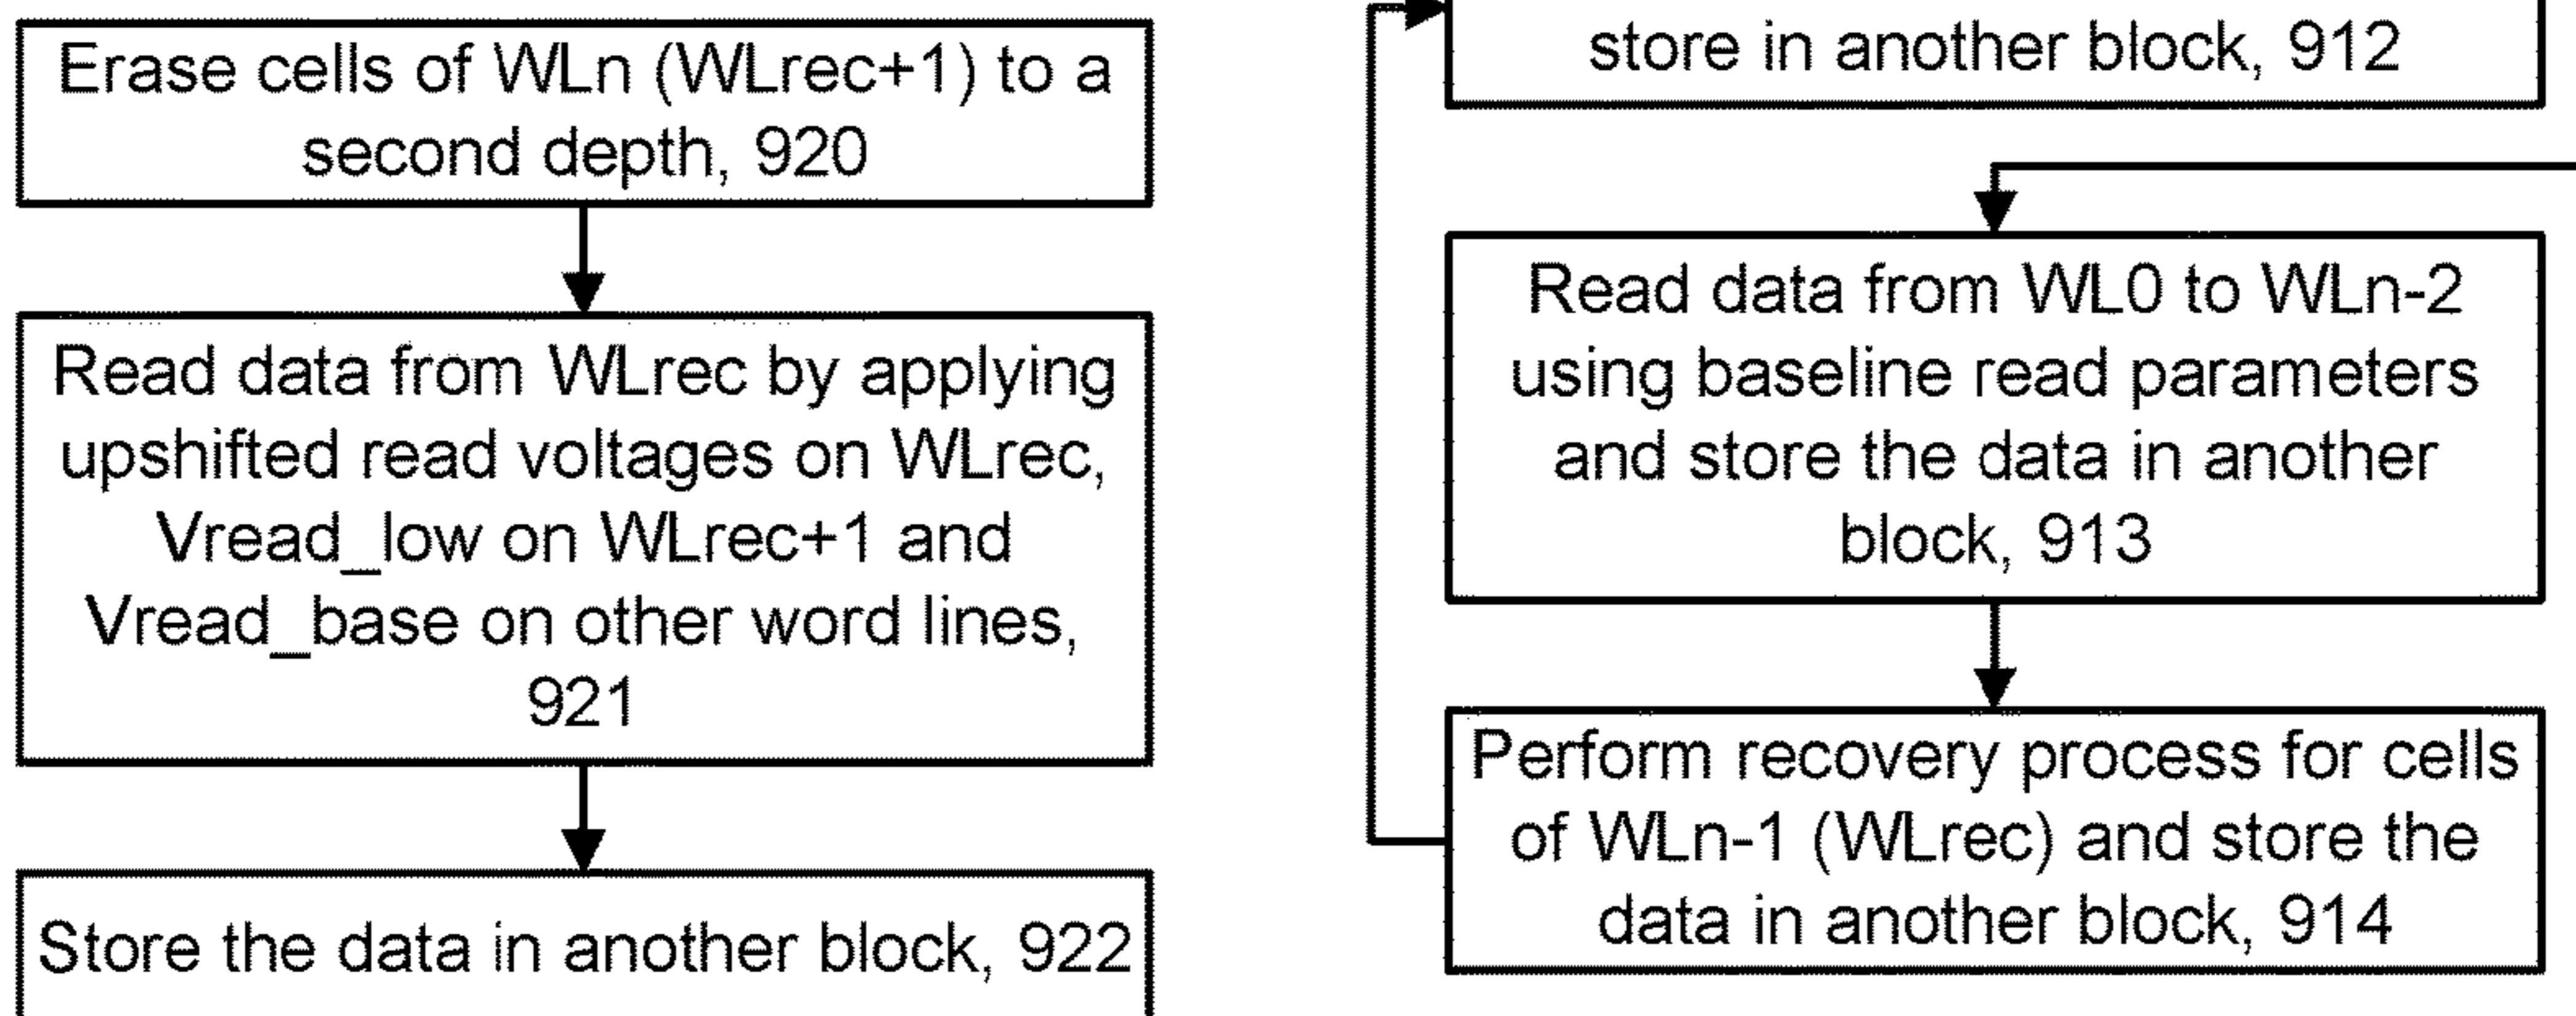 Erase cells of WLn (WLrec+1) to a
second depth, 920
Read data from WLrec by applying
upshifted read voltages on WLrec,
Vread_low on WLrec+1 and
Vread_base on other word lines,
921
Store the data in another block, 922
store in another block, 912
Read data from WL0 to WLn-2
using baseline read parameters
and store the data in another
block, 913
Perform recovery process for cells
of WLn-1 (WLrec) and store the
data in another block, 914